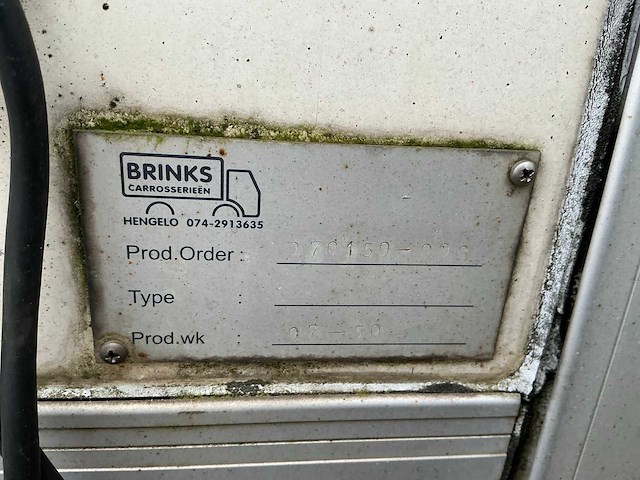 BRINKS
CARROSSERIEËN
HENGELO 074-2913635
Prod.Order :
Type :
Prod.wk :